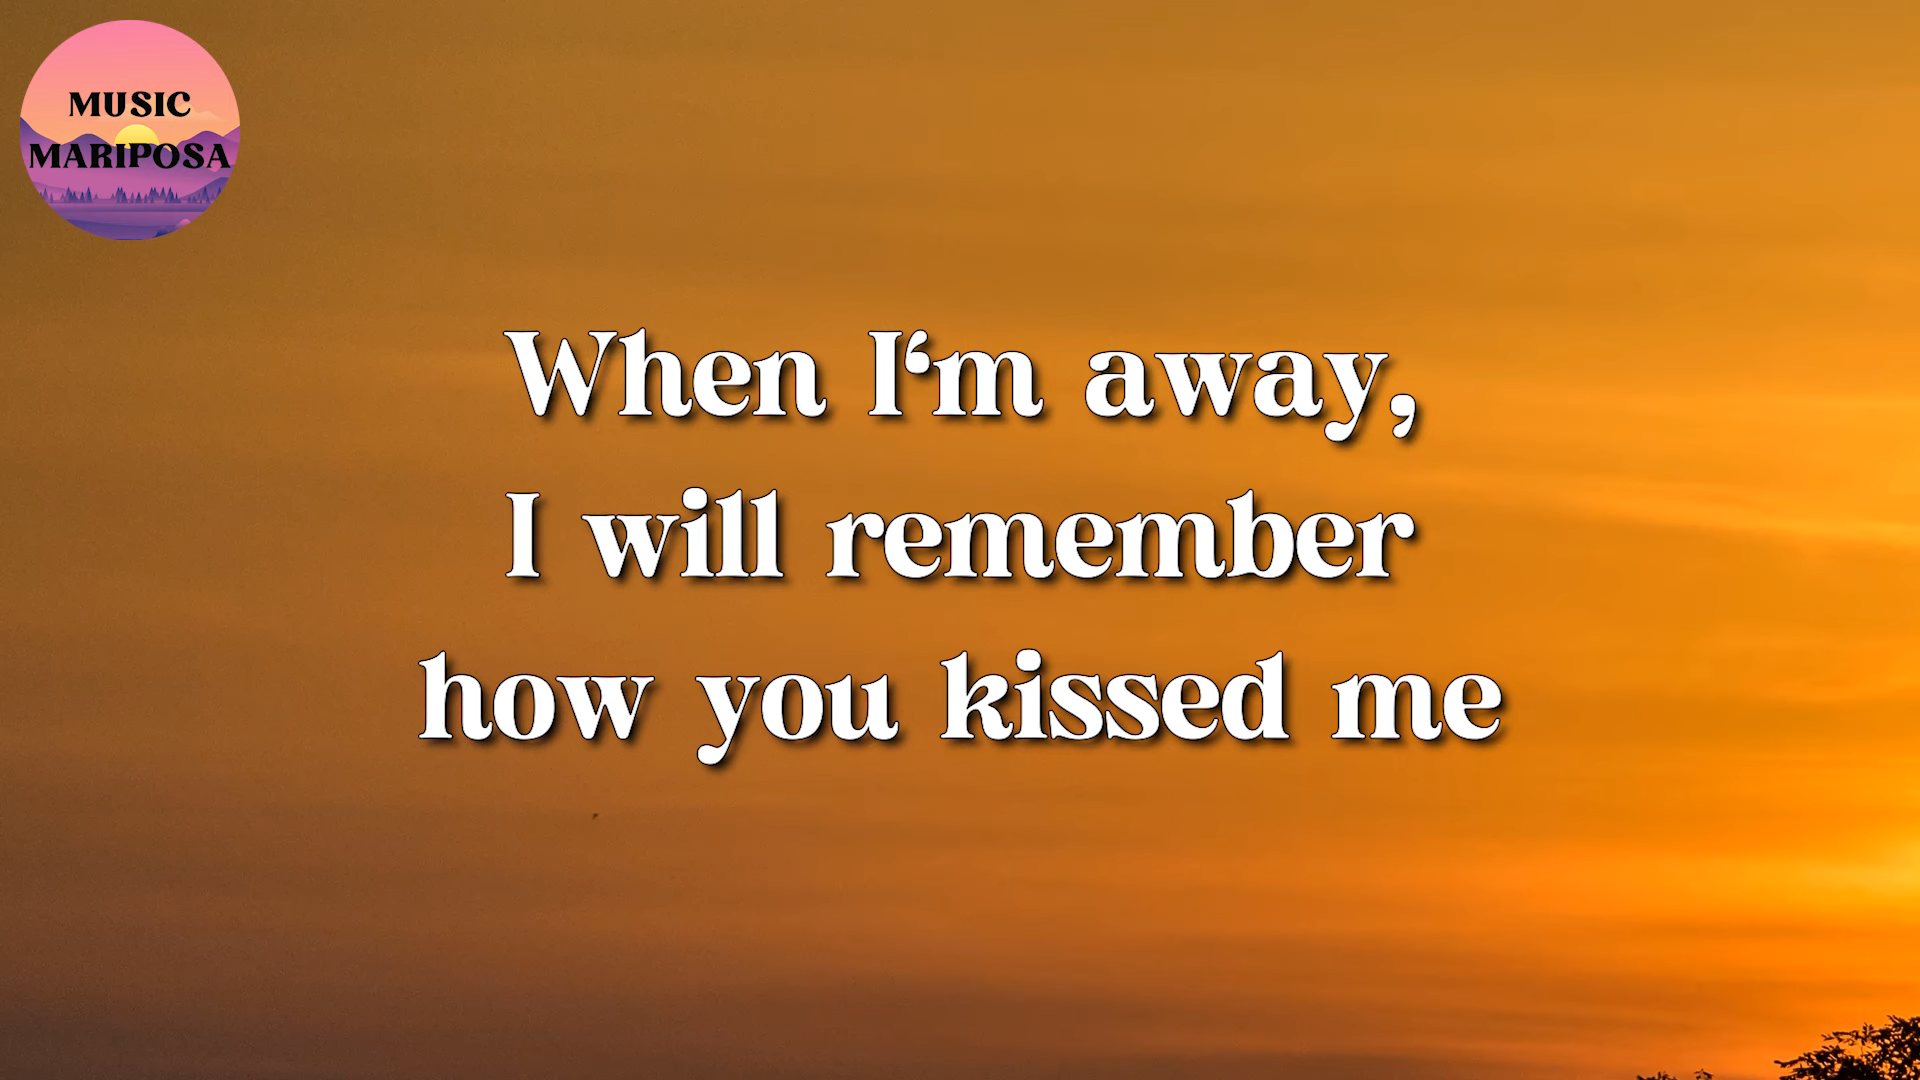 MUSIC
MARIPOSA
When I‘m away,
I will remember
how you kissed me